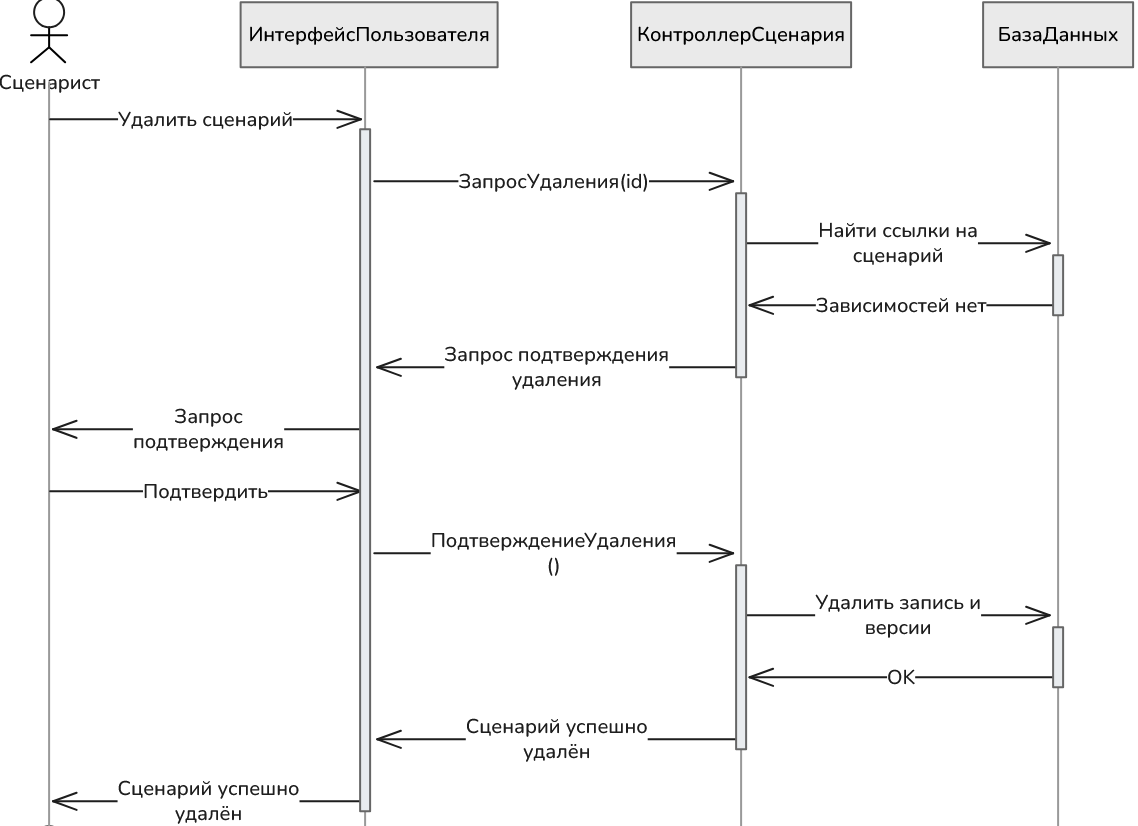 ИнтерфейсПользователя
КонтроллерСценария
БазаДанных
Сценарист
Удалить сценарий
ЗапросУдаления(id)
Найти ссылки на
сценарий
Зависимостей нет
Запрос подтверждения
удаления
Запрос
подтверждения
Подтвердить
ПодтверждениеУдаления
()
Удалить запись и
версии
OK
Сценарий успешно
удалён
Сценарий успешно
удалён